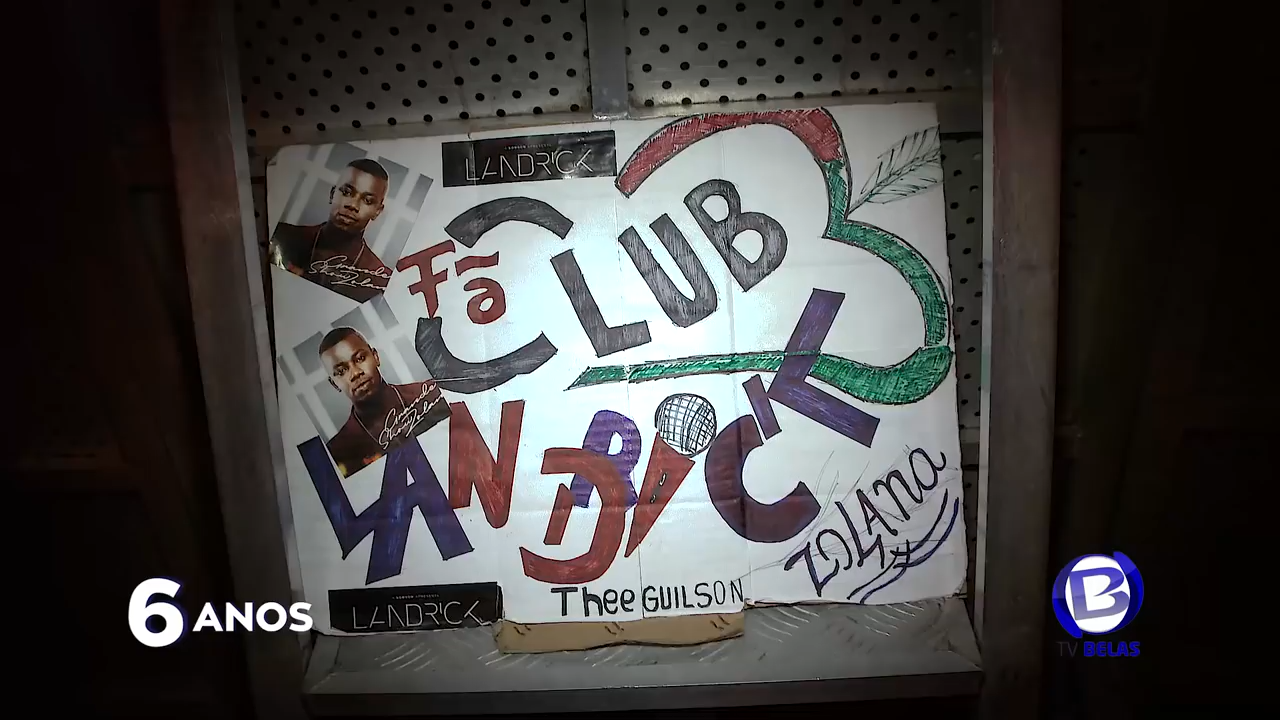 LANDRICK
Fã CLUB
LANDRICK
ZOLANA
Thee GUILSON
LANDRICK
6 ANOS
B
TV BELAS